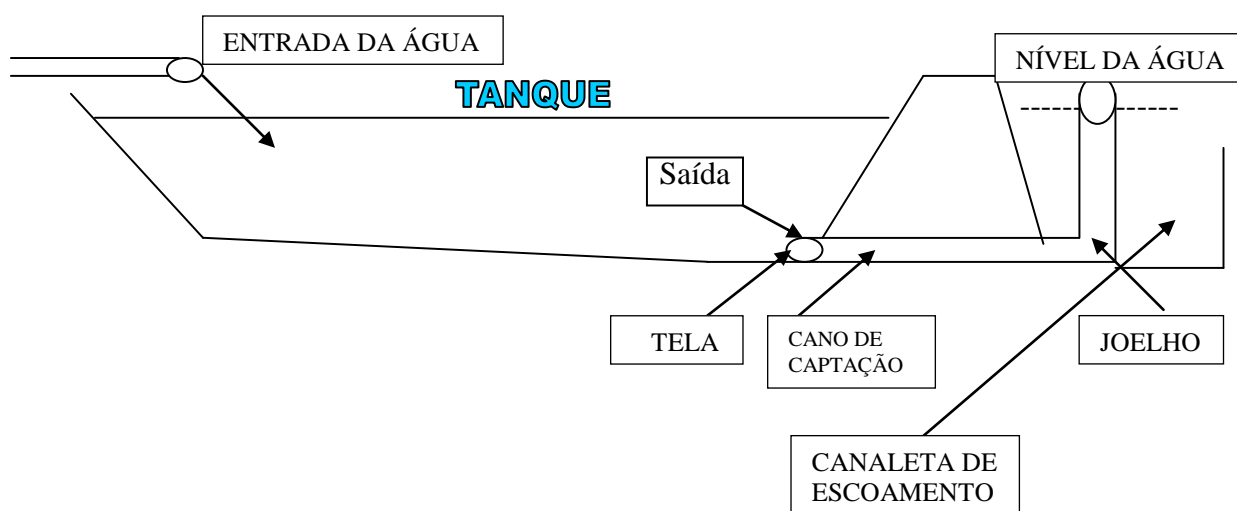 ENTRADA DA ÁGUA
NÍVEL DA ÁGUA
TANQUE
Saída
TELA
CANO DE
CAPTAÇÃO
JOELHO
CANALETA DE
ESCOAMENTO